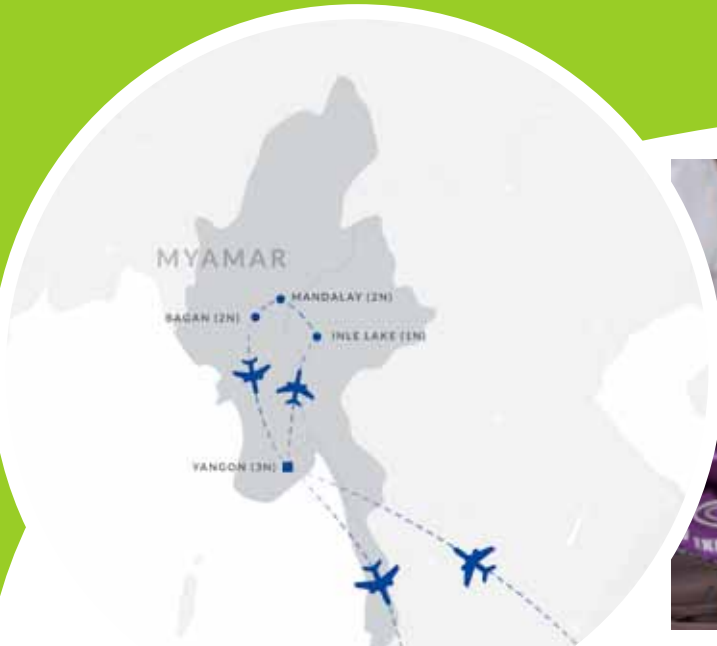 MYAMAR
MANDALAY (2N)
BAGAN (2N)
INLE LAKE (1N)
YANGON (3N)